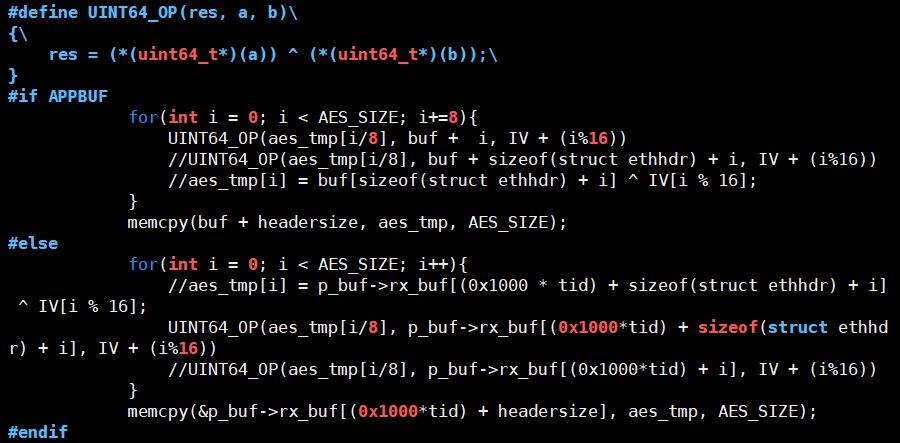 #define UINT64_OP(res, a, b)\
{\
    res = (*(uint64_t*)(a)) ^ (*(uint64_t*)(b));\
}
#if APPBUF
            for(int i = 0; i < AES_SIZE; i+=8){
                UINT64_OP(aes_tmp[i/8], buf +  i, IV + (i%16))
                //UINT64_OP(aes_tmp[i/8], buf + sizeof(struct ethhdr) + i, IV + (i%16))
                //aes_tmp[i] = buf[sizeof(struct ethhdr) + i] ^ IV[i % 16];
            }
            memcpy(buf + headersize, aes_tmp, AES_SIZE);
#else
            for(int i = 0; i < AES_SIZE; i++){
                //aes_tmp[i] = p_buf->rx_buf[(0x1000 * tid) + sizeof(struct ethhdr) + i]
 ^ IV[i % 16];
                UINT64_OP(aes_tmp[i/8], p_buf->rx_buf[(0x1000*tid) + sizeof(struct ethhd
r) + i], IV + (i%16))
                //UINT64_OP(aes_tmp[i/8], p_buf->rx_buf[(0x1000*tid) + i], IV + (i%16))
            }
            memcpy(&p_buf->rx_buf[(0x1000*tid) + headersize], aes_tmp, AES_SIZE);
#endif